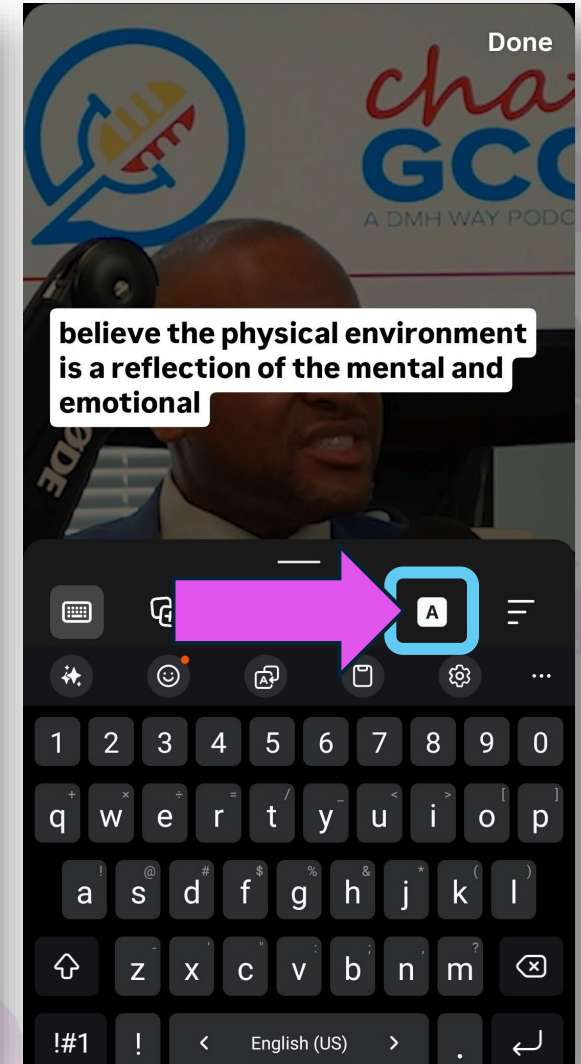 Done
cha
GCC
A DMH WAY PODC
believe the physical environment
is a reflection of the mental and
emotional
RØDE
A
A
1 2 3 4 5 6 7 8 9 0
+ × ÷ = / _ < > [ ]
q w e r t y u i o p
! @ # $ % & * ( )
a s d f g h j k l
- ' " : ; , ?
z x c v b n m
!#1 ! < English (US) > .